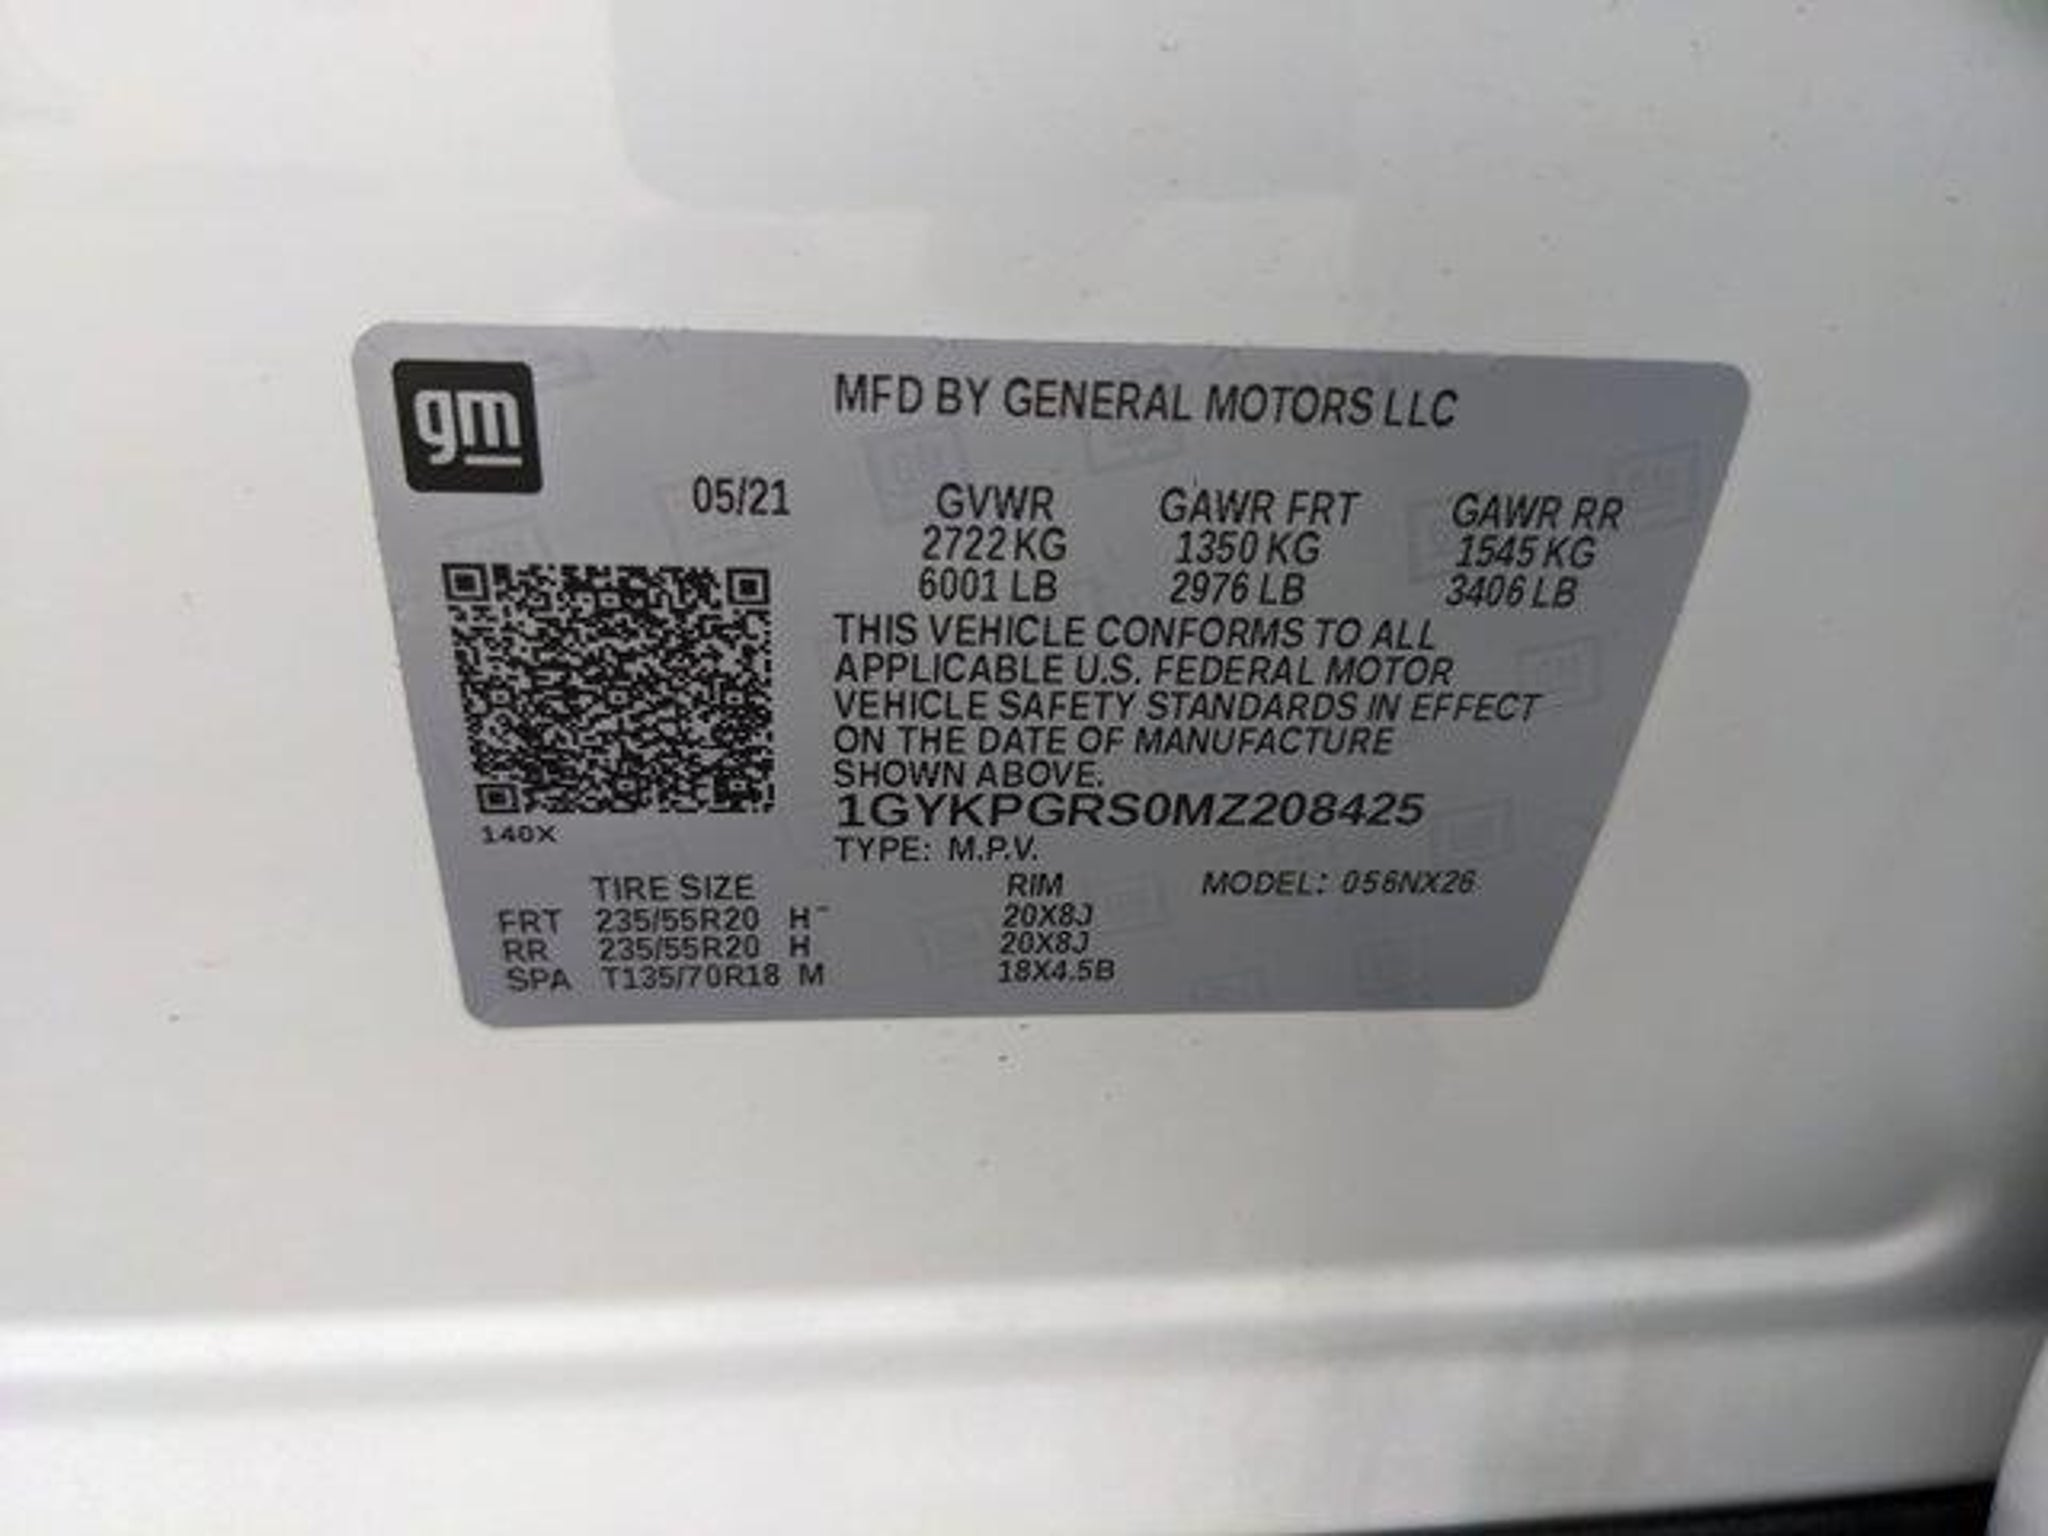 gm
MFD BY GENERAL MOTORS LLC
05/21 GVWR GAWR FRT GAWR RR
2722 KG 1350 KG 1545 KG
6001 LB 2976 LB 3406 LB
THIS VEHICLE CONFORMS TO ALL
APPLICABLE U.S. FEDERAL MOTOR
VEHICLE SAFETY STANDARDS IN EFFECT
ON THE DATE OF MANUFACTURE
SHOWN ABOVE.
1GYKPGRS0MZ208425
140X
TYPE: M.P.V.
TIRE SIZE RIM MODEL: 056NX26
FRT 235/55R20 H 20X8J
RR 235/55R20 H 20X8J
SPA T135/70R18 M 18X4.5B